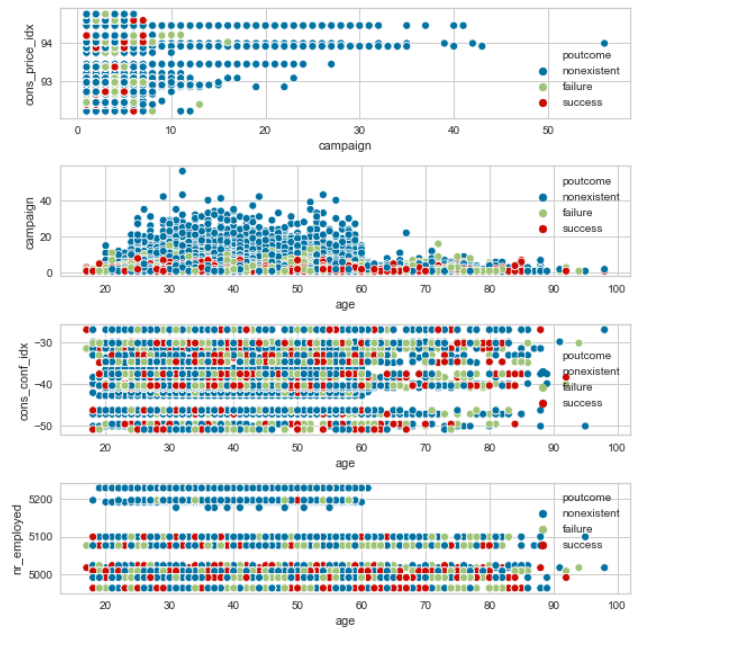 cons_price_idx
94
93
poutcome
nonexistent
failure
success
0 10 20 30 40 50
campaign
campaign
40
20
0
poutcome
nonexistent
failure
success
20 30 40 50 60 70 80 90 100
age
cons_conf_idx
−30
−40
−50
poutcome
nonexistent
failure
success
20 30 40 50 60 70 80 90 100
age
nr_employed
5200
5100
5000
poutcome
nonexistent
failure
success
20 30 40 50 60 70 80 90 100
age